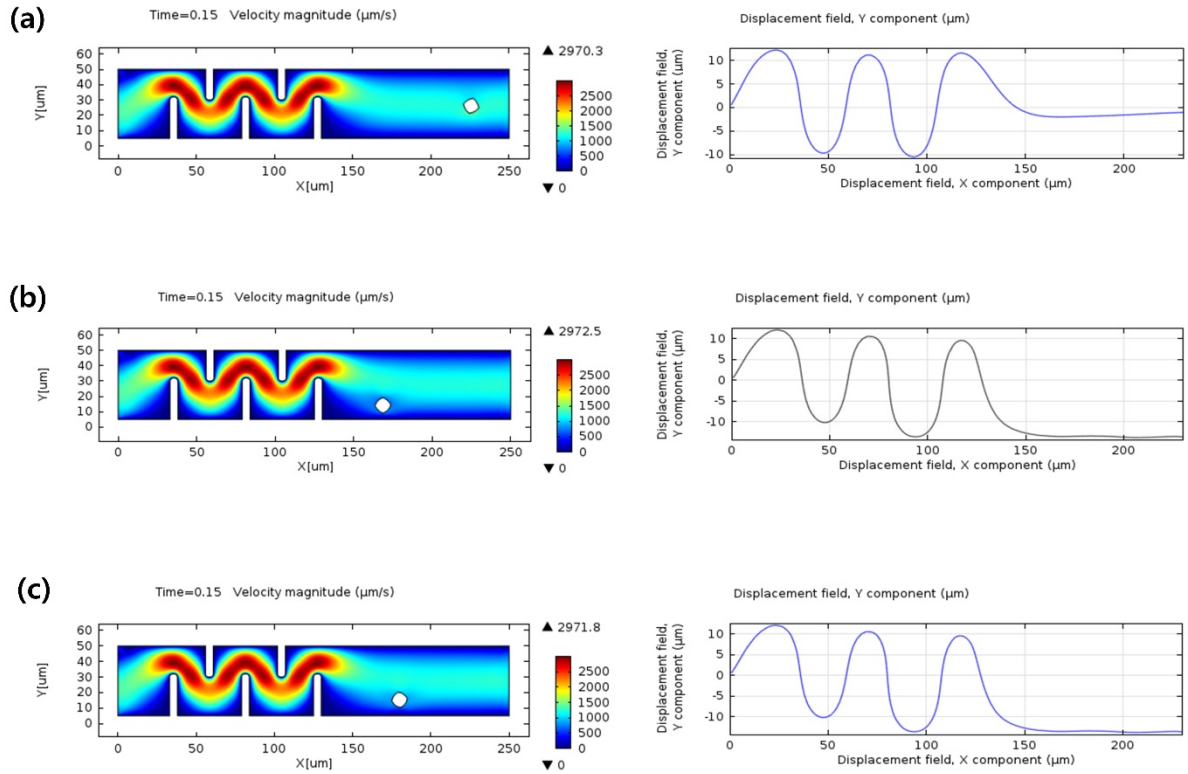 (a)
Time=0.15 Velocity magnitude (µm/s)
Y[um]
60
50
40
30
20
10
0
0 50 100 150 200 250
X[um]
▲ 2970.3
2500
2000
1500
1000
500
0
▼ 0
Displacement field, Y component (µm)
Displacement field,
Y component (µm)
10
5
0
-5
-10
0 50 100 150 200
Displacement field, X component (µm)
(b)
Time=0.15 Velocity magnitude (µm/s)
Y[um]
60
50
40
30
20
10
0
0 50 100 150 200 250
X[um]
▲ 2972.5
2500
2000
1500
1000
500
0
▼ 0
Displacement field, Y component (µm)
Displacement field,
Y component (µm)
10
5
0
-5
-10
0 50 100 150 200
Displacement field, X component (µm)
(c)
Time=0.15 Velocity magnitude (µm/s)
Y[um]
60
50
40
30
20
10
0
0 50 100 150 200 250
X[um]
▲ 2971.8
2500
2000
1500
1000
500
0
▼ 0
Displacement field, Y component (µm)
Displacement field,
Y component (µm)
10
5
0
-5
-10
0 50 100 150 200
Displacement field, X component (µm)